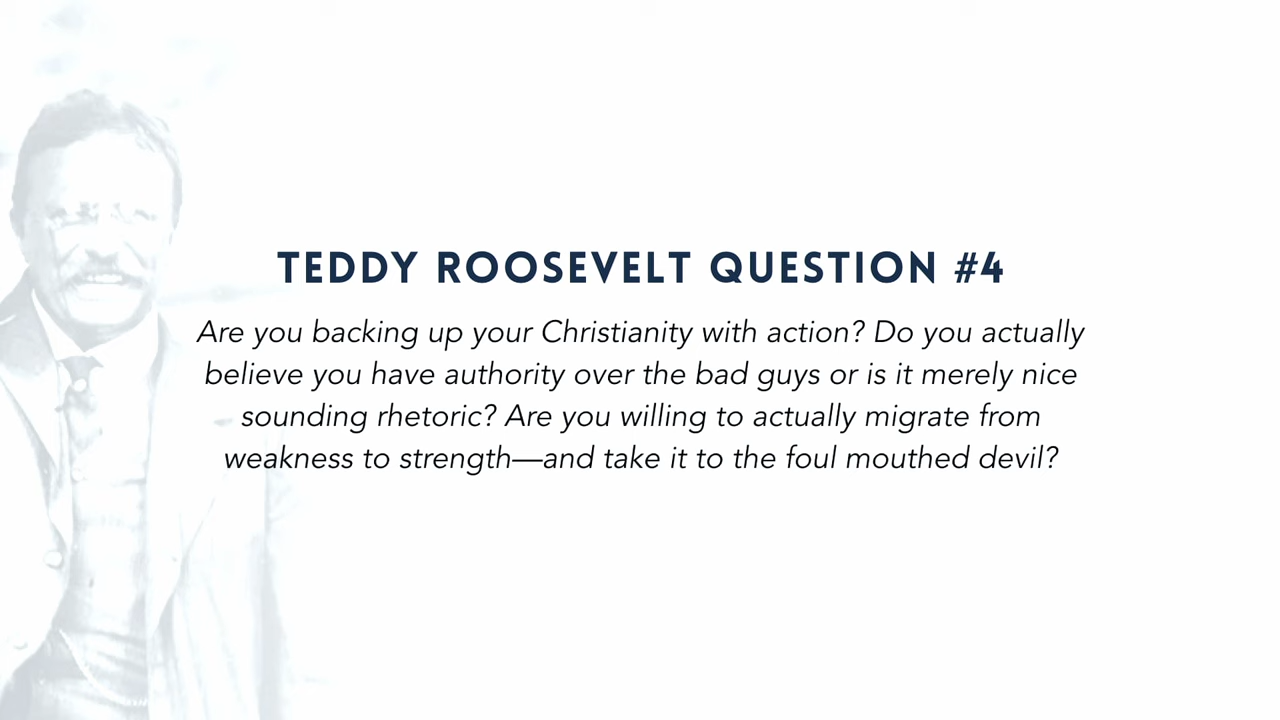 TEDDY ROOSEVELT QUESTION #4
Are you backing up your Christianity with action? Do you actually
believe you have authority over the bad guys or is it merely nice
sounding rhetoric? Are you willing to actually migrate from
weakness to strength—and take it to the foul mouthed devil?